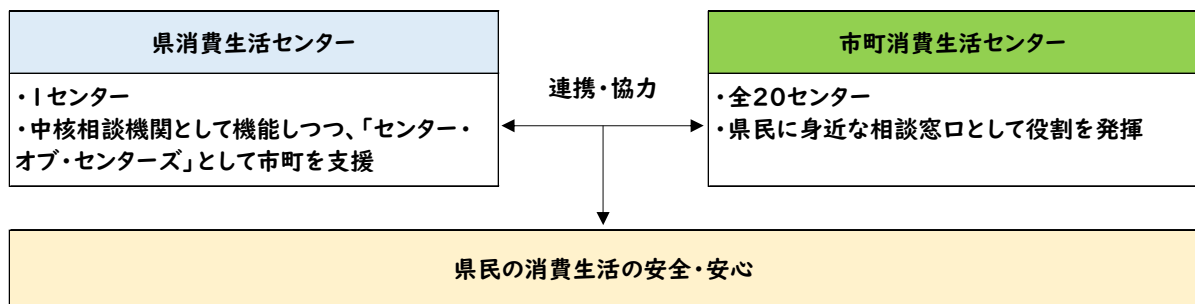 県消費生活センター
・1センター
・中核相談機関として機能しつつ、「センター・
オブ・センターズ」として市町を支援
連携・協力
市町消費生活センター
・全20センター
・県民に身近な相談窓口として役割を発揮
県民の消費生活の安全・安心